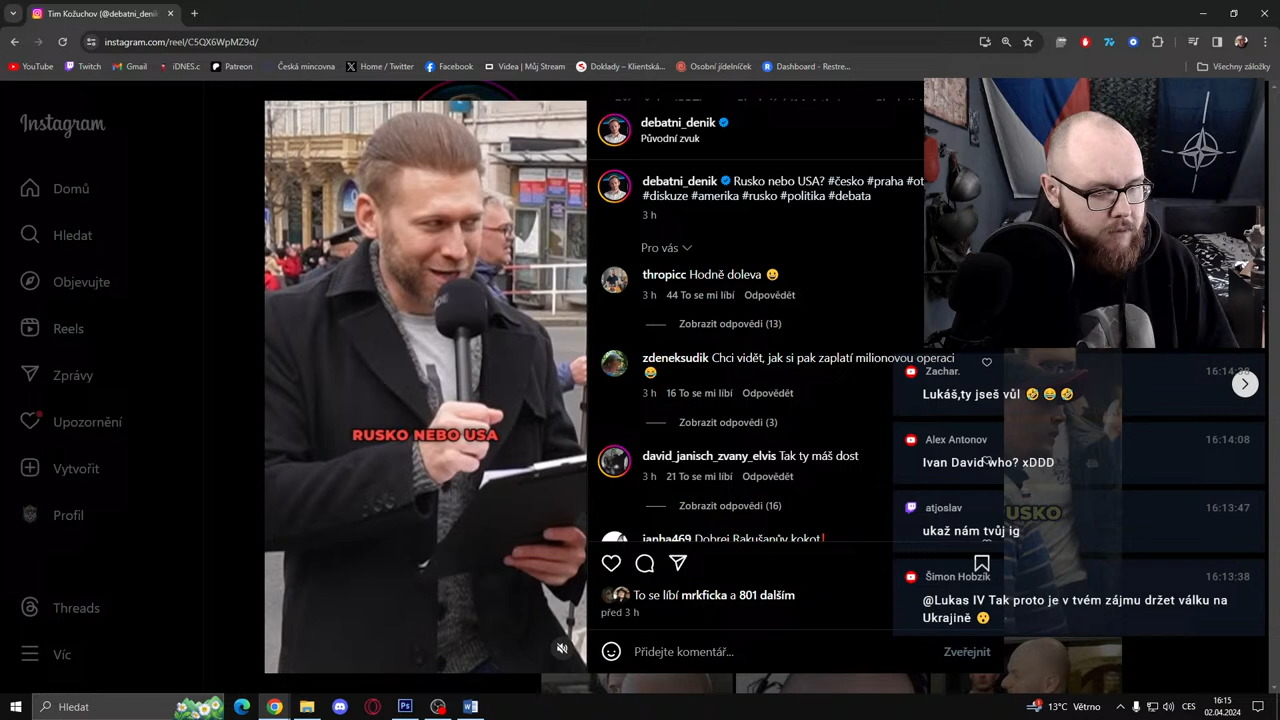 Tim Kožuchov (@debatni_deník
instagram.com/reel/C5QX6WpMZ9d/
YouTube
Twitch
Gmail
iDNES.c
Patreon
Česká mincovna
Home / Twitter
Facebook
Videa | Můj Stream
Doklady – Klientská...
Osobní jídelníček
Dashboard - Restre...
Všechny záložky
Instagram
Domů
Hledat
Objevujte
Reels
Zprávy
Upozornění
Vytvořit
Profil
Threads
Víc
RUSKO NEBO USA
debatni_denik
Původní zvuk
debatni_denik Rusko nebo USA? #česko #praha #ot
#diskuze #amerika #rusko #politika #debata
3 h
Pro vás
thropicc Hodně doleva 😀
3 h 44 To se mi líbí Odpovědět
Zobrazit odpovědi (13)
zdeneksudik Chci vidět, jak si pak zaplatí milionovou operaci
😂
3 h 16 To se mi líbí Odpovědět
Zobrazit odpovědi (3)
david_janisch_zvany_elvis Tak ty máš dost
3 h 21 To se mi líbí Odpovědět
Zobrazit odpovědi (16)
janha469 Dobrej Rakušanův kokot❗
To se líbí mrkficka a 801 dalším
před 3 h
Přidejte komentář...
Zveřejnit
Zachar.
Lukáš,ty jseš vůl 🤣 😂 🤣
Alex Antonov
16:14:08
Ivan David who? xDDD
atjoslav
16:13:47
ukaž nám tvůj ig
USKO
Šimon Hobzík
16:13:38
@Lukas IV Tak proto je v tvém zájmu držet válku na
Ukrajině 😮
Hledat
13°C Větrno
CES
16:15
02.04.2024